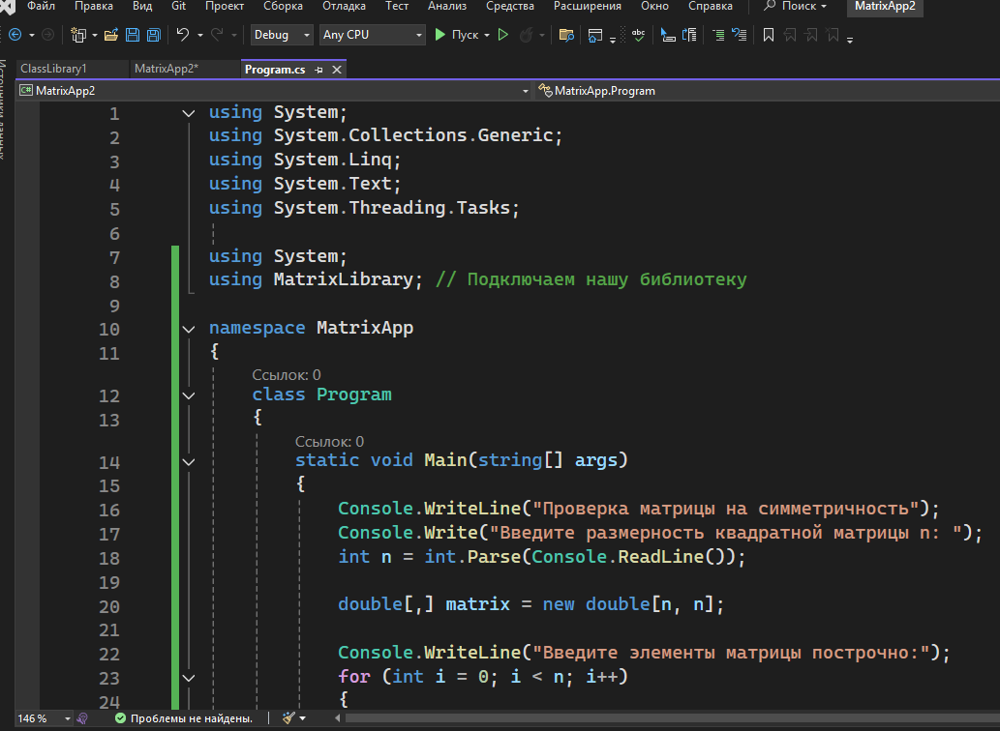 Файл Правка Вид Git Проект Сборка Отладка Тест Анализ Средства Расширения Окно Справка Поиск MatrixApp2
Debug Any CPU Пуск abc
ClassLibrary1 MatrixApp2* Program.cs
C# MatrixApp2 MatrixApp.Program
1 using System;
2 using System.Collections.Generic;
3 using System.Linq;
4 using System.Text;
5 using System.Threading.Tasks;
6
7 using System;
8 using MatrixLibrary; // Подключаем нашу библиотеку
9
10 namespace MatrixApp
11 {
Ссылок: 0
12 class Program
13 {
Ссылок: 0
14 static void Main(string[] args)
15 {
16 Console.WriteLine("Проверка матрицы на симметричность");
17 Console.Write("Введите размерность квадратной матрицы n: ");
18 int n = int.Parse(Console.ReadLine());
19
20 double[,] matrix = new double[n, n];
21
22 Console.WriteLine("Введите элементы матрицы построчно:");
23 for (int i = 0; i < n; i++)
24 {
146 % Проблемы не найдены.